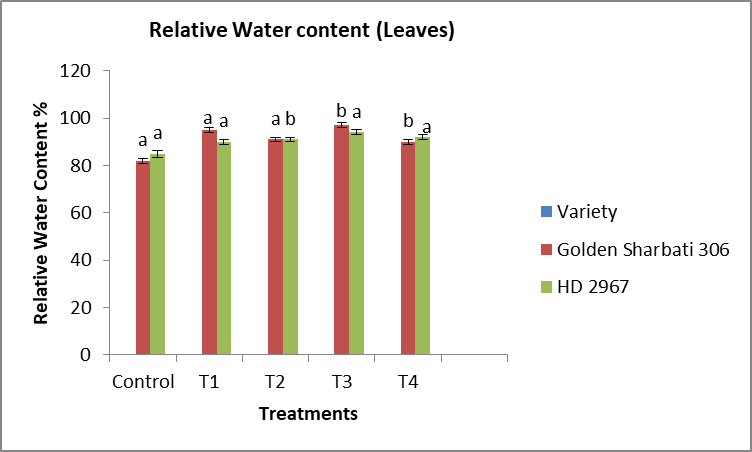 Relative Water content (Leaves)
Relative Water Content %
120
100
80
60
40
20
0
a a
a a
a b
b a
b a
Control T1 T2 T3 T4
Treatments
Variety
Golden Sharbati 306
HD 2967